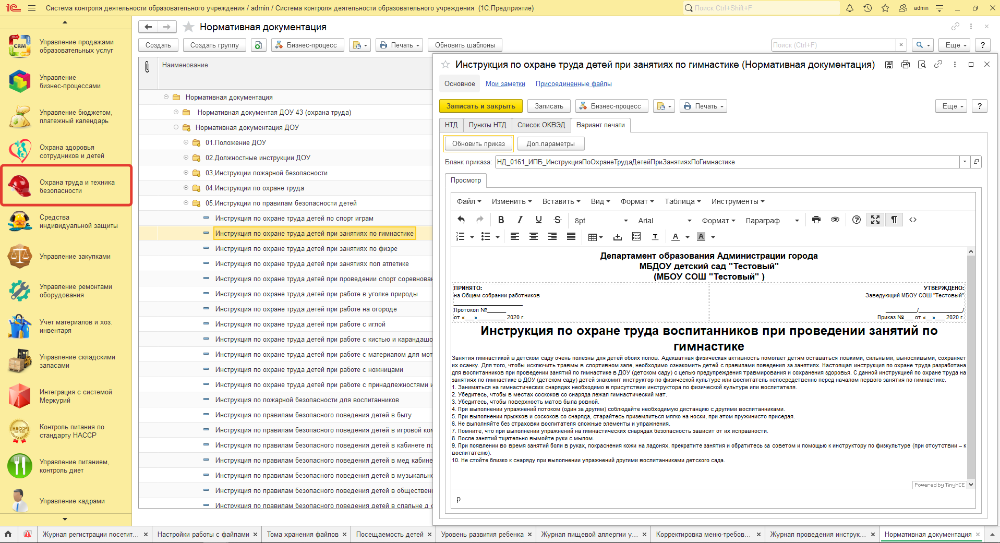 Система контроля деятельности образовательного учреждения / admin / Система контроля деятельности образовательного учреждения (1С:Предприятие)
Поиск Ctrl+Shift+F
admin
Управление продажами
образовательных услуг
Управление
бизнес-процессами
Управление бюджетом,
платежный календарь
Охрана здоровья
сотрудников и детей
Охрана труда и техника
безопасности
Средства
индивидуальной защиты
Управление закупками
Управление ремонтами
оборудования
Учет материалов и хоз.
инвентаря
Управление складскими
запасами
Интеграция с системой
Меркурий
Контроль питания по
стандарту HACCP
Управление питанием,
контроль диет
Управление кадрами
Нормативная документация
Создать
Создать группу
Бизнес-процесс
Печать
Обновить шаблоны
Поиск (Ctrl+F)
×
Еще
?
Наименование
Нормативная документация
Нормативная документая ДОУ 43 (охрана труда)
Нормативная документация ДОУ
01.Положение ДОУ
02.Должностные инструкции ДОУ
03,Инструкции пожарной безопасности
04.Инструкции по охране труда
05.Инструкции по правилам безопасности детей
Инструкция по охране труда детей по спорт играм
Инструкция по охране труда детей при занятиях по гимнастике
Инструкция по охране труда детей при занятиях по физре
Инструкция по охране труда детей при занятиях пол атлетике
Инструкция по охране труда детей при проведении спорт соревнован
Инструкция по охране труда детей при работе в уголке природы
Инструкция по охране труда детей при работе на огороде
Инструкция по охране труда детей при работе с иглой
Инструкция по охране труда детей при работе с кистью и карандашо
Инструкция по охране труда детей при работе с материалом для мот
Инструкция по охране труда детей при работе с ножницами
Инструкция по охране труда детей при работе с принадлежностями и
Инструкция по пожарной безопасности для воспитанников
Инструкция по правилам безопасного поведения детей в быту
Инструкция по правилам безопасного поведения детей в игровой ком
Инструкция по правилам безопасного поведения детей в кабинете ло
Инструкция по правилам безопасного поведения детей в мед кабине
Инструкция по правилам безопасного поведения детей в музыкально
Инструкция по правилам безопасного поведения детей в обществен
Инструкция по правилам безопасного поведения детей в спальне д с
Инструкция по охране труда детей при занятиях по гимнастике (Нормативная документация)
Основное
Мои заметки
Присоединенные файлы
Записать и закрыть
Записать
Бизнес-процесс
Печать
Еще
?
НТД
Пункты НТД
Список ОКВЭД
Вариант печати
Обновить приказ
Доп.параметры
Бланк приказа: НД_0161_ИПБ_ИнструкцияПоОхранеТрудаДетейПриЗанятияхПоГимнастике
Просмотр
Файл Изменить Вставить Вид Формат Таблица Инструменты
B I U S 8pt Arial Формат Параграф
Департамент образования Администрации города
МБДОУ детский сад "Тестовый"
(МБОУ СОШ "Тестовый" )
ПРИНЯТО:
на Общем собрании работников
______________________
Протокол №______
от «___»_________ 2020 г.
УТВЕРЖДЕНО:
Заведующий МБОУ СОШ "Тестовый"
__________/______________/
Приказ №___ от «__»___ 2020 г.
Инструкция по охране труда воспитанников при проведении занятий по
гимнастике
Занятия гимнастикой в детском саду очень полезны для детей обоих полов. Адекватная физическая активность помогает детям оставаться ловкими, сильными, выносливыми, сохраняет
их осанку. Для того, чтобы исключить травмы в спортивном зале, необходимо ознакомить детей с правилами поведения за занятиях. Настоящая инструкция по охране труда разработана
для воспитанников при проведении занятий по гимнастике в ДОУ (детском саду) с целью предупреждения травмирования и сохранения здоровья. С данной инструкцией по охране труда на
занятиях по гимнастике в ДОУ (детском саду) детей знакомит инструктор по физической культуре или воспитатель непосредственно перед началом первого занятия по гимнастике.
1. Заниматься на гимнастических снарядах необходимо в присутствии инструктора по физической культуре или воспитателя.
2. Убедитесь, чтобы в местах соскоков со снаряда лежал гимнастический мат.
3. Убедитесь, чтобы поверхность матов была ровной.
4. При выполнении упражнений потоком (один за другим) соблюдайте необходимую дистанцию с другими воспитанниками.
5. При выполнении прыжков и соскоков со снаряда, старайтесь приземлиться мягко на носки, при этом пружинисто приседая.
6. Не выполняйте без страховки воспитателя сложные элементы и упражнения.
7. Помните, что при выполнении упражнений на гимнастических снарядах безопасность зависит от их исправности.
8. После занятий тщательно вымойте руки с мылом.
9. При появлении во время занятий боли в руках, покраснения кожи на ладонях, прекратите занятия и обратитесь за советом и помощью к инструктору по физкультуре (при отсутствии – к
воспитателю).
10. Не стойте близко к снаряду при выполнении упражнений другими воспитанниками детского сада.
Powered by TinyMCE
p
Журнал регистрации посетит... ×
Настройки работы с файлами ×
Тома хранения файлов ×
Посещаемость детей ×
Уровень развития ребенка ×
Журнал пищевой аллергии у... ×
Корректировка меню-требов... ×
Журнал проведения инструк... ×
Нормативная документация ×